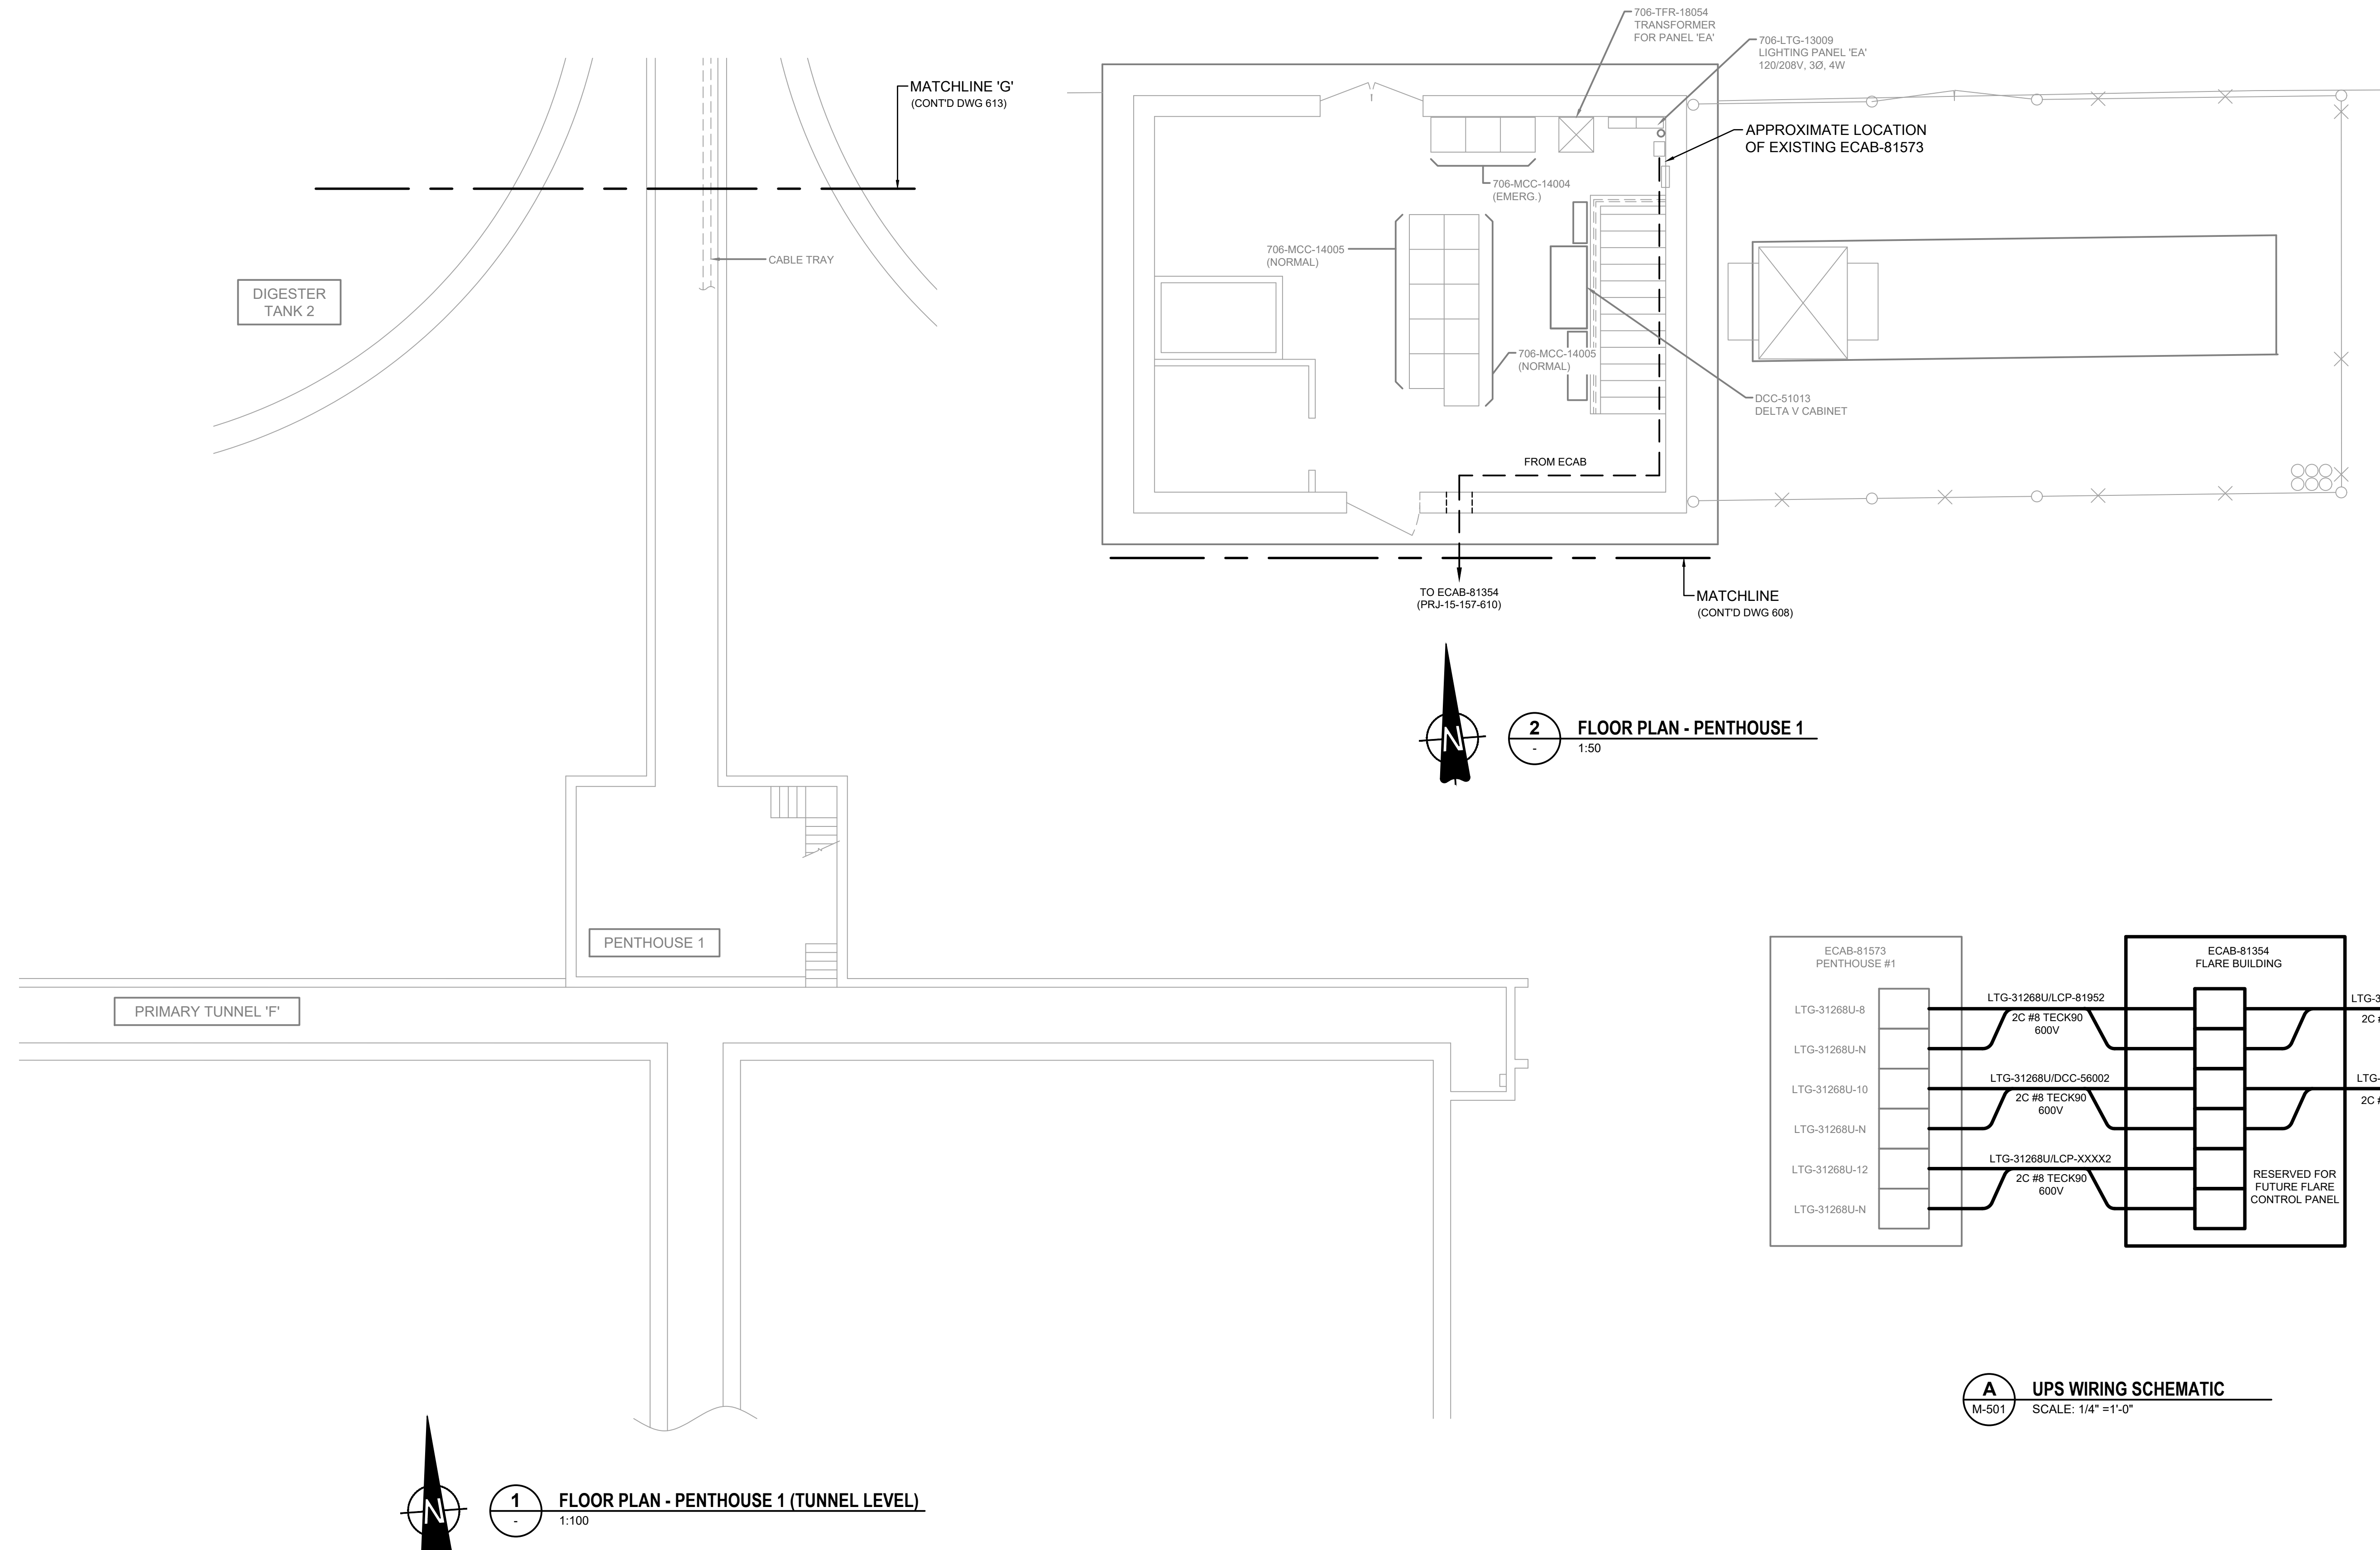 706-TFR-18054
TRANSFORMER
FOR PANEL 'EA'
706-LTG-13009
LIGHTING PANEL 'EA'
120/208V, 3Ø, 4W
MATCHLINE 'G'
(CONT'D DWG 613)
APPROXIMATE LOCATION
OF EXISTING ECAB-81573
706-MCC-14004
(EMERG.)
706-MCC-14005
(NORMAL)
CABLE TRAY
DIGESTER
TANK 2
706-MCC-14005
(NORMAL)
DCC-51013
DELTA V CABINET
FROM ECAB
TO ECAB-81354
(PRJ-15-157-610)
MATCHLINE
(CONT'D DWG 608)
N
2
-
FLOOR PLAN - PENTHOUSE 1
1:50
PENTHOUSE 1
PRIMARY TUNNEL 'F'
ECAB-81573
PENTHOUSE #1
ECAB-81354
FLARE BUILDING
LTG-31268U-8
LTG-31268U/LCP-81952
2C #8 TECK90
600V
LTG-3
2C #
LTG-31268U-N
LTG-31268U-10
LTG-31268U/DCC-56002
2C #8 TECK90
600V
LTG-
2C #
LTG-31268U-N
LTG-31268U-12
LTG-31268U/LCP-XXXX2
2C #8 TECK90
600V
LTG-31268U-N
RESERVED FOR
FUTURE FLARE
CONTROL PANEL
A
M-501
UPS WIRING SCHEMATIC
SCALE: 1/4" =1'-0"
N
1
-
FLOOR PLAN - PENTHOUSE 1 (TUNNEL LEVEL)
1:100